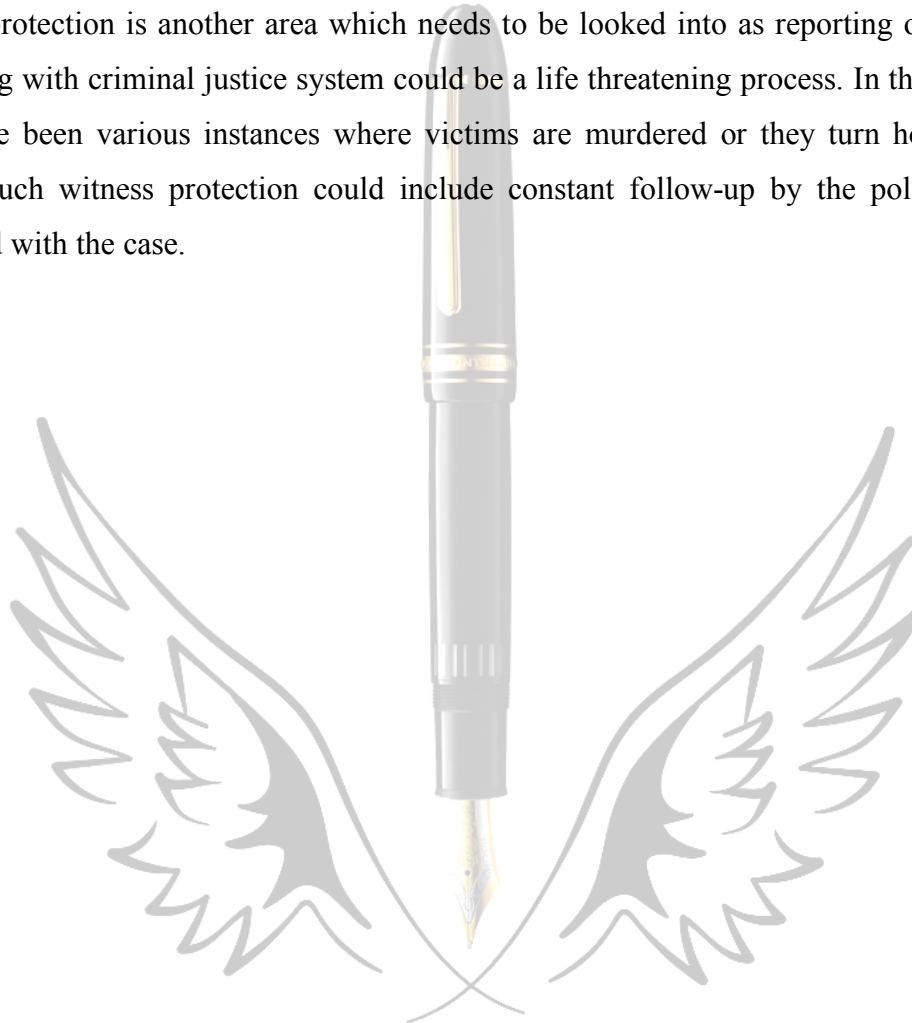 rotection is another area which needs to be looked into as reporting o
g with criminal justice system could be a life threatening process. In th
e been various instances where victims are murdered or they turn ho
uch witness protection could include constant follow-up by the pol
with the case.